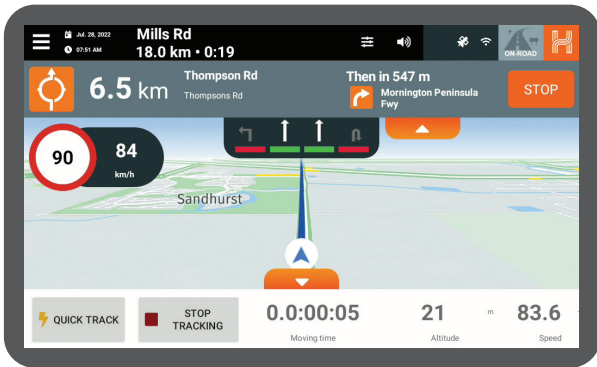 Jul. 28, 2022
07:51 AM
Mills Rd
18.0 km • 0:19
ON-ROAD
6.5 km
Thompson Rd
Thompsons Rd
Then in 547 m
Mornington Peninsula
Fwy
STOP
90
84
km/h
Sandhurst
QUICK TRACK
STOP
TRACKING
0.0:00:05
Moving time
21 m
Altitude
83.6
Speed